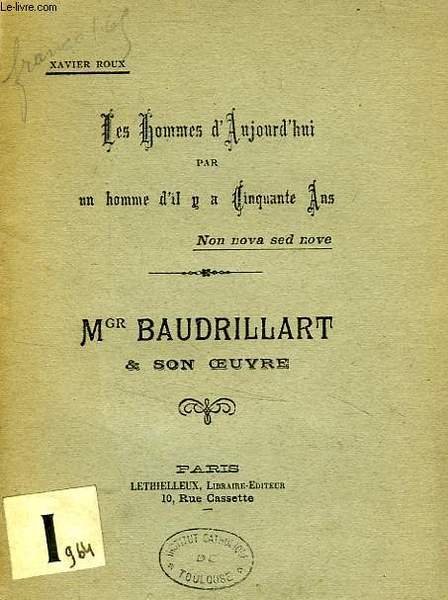 Le-livre.com
XAVIER ROUX
Les Hommes d'Aujourd'hui
PAR
un homme d'il y a Cinquante Ans
Non nova sed nove
MGR BAUDRILLART
& SON ŒUVRE
PARIS
LETHIELLEUX, LIBRAIRE-EDITEUR
10, Rue Cassette
I
964
INSTITUT CATHOLIQUE
DE
TOULOUSE